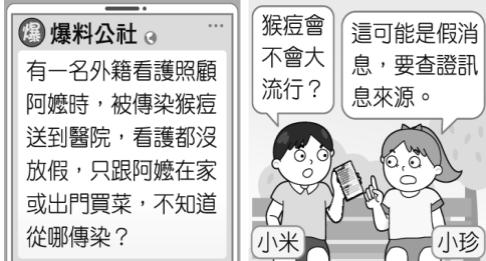 爆 爆料公社
有一名外籍看護照顧
阿嬤時，被傳染猴痘
送到醫院，看護都沒
放假，只跟阿嬤在家
或出門買菜，不知道
從哪傳染？
猴痘會
不會大
流行？
這可能是假消
息，要查證訊
息來源。
小米
小珍